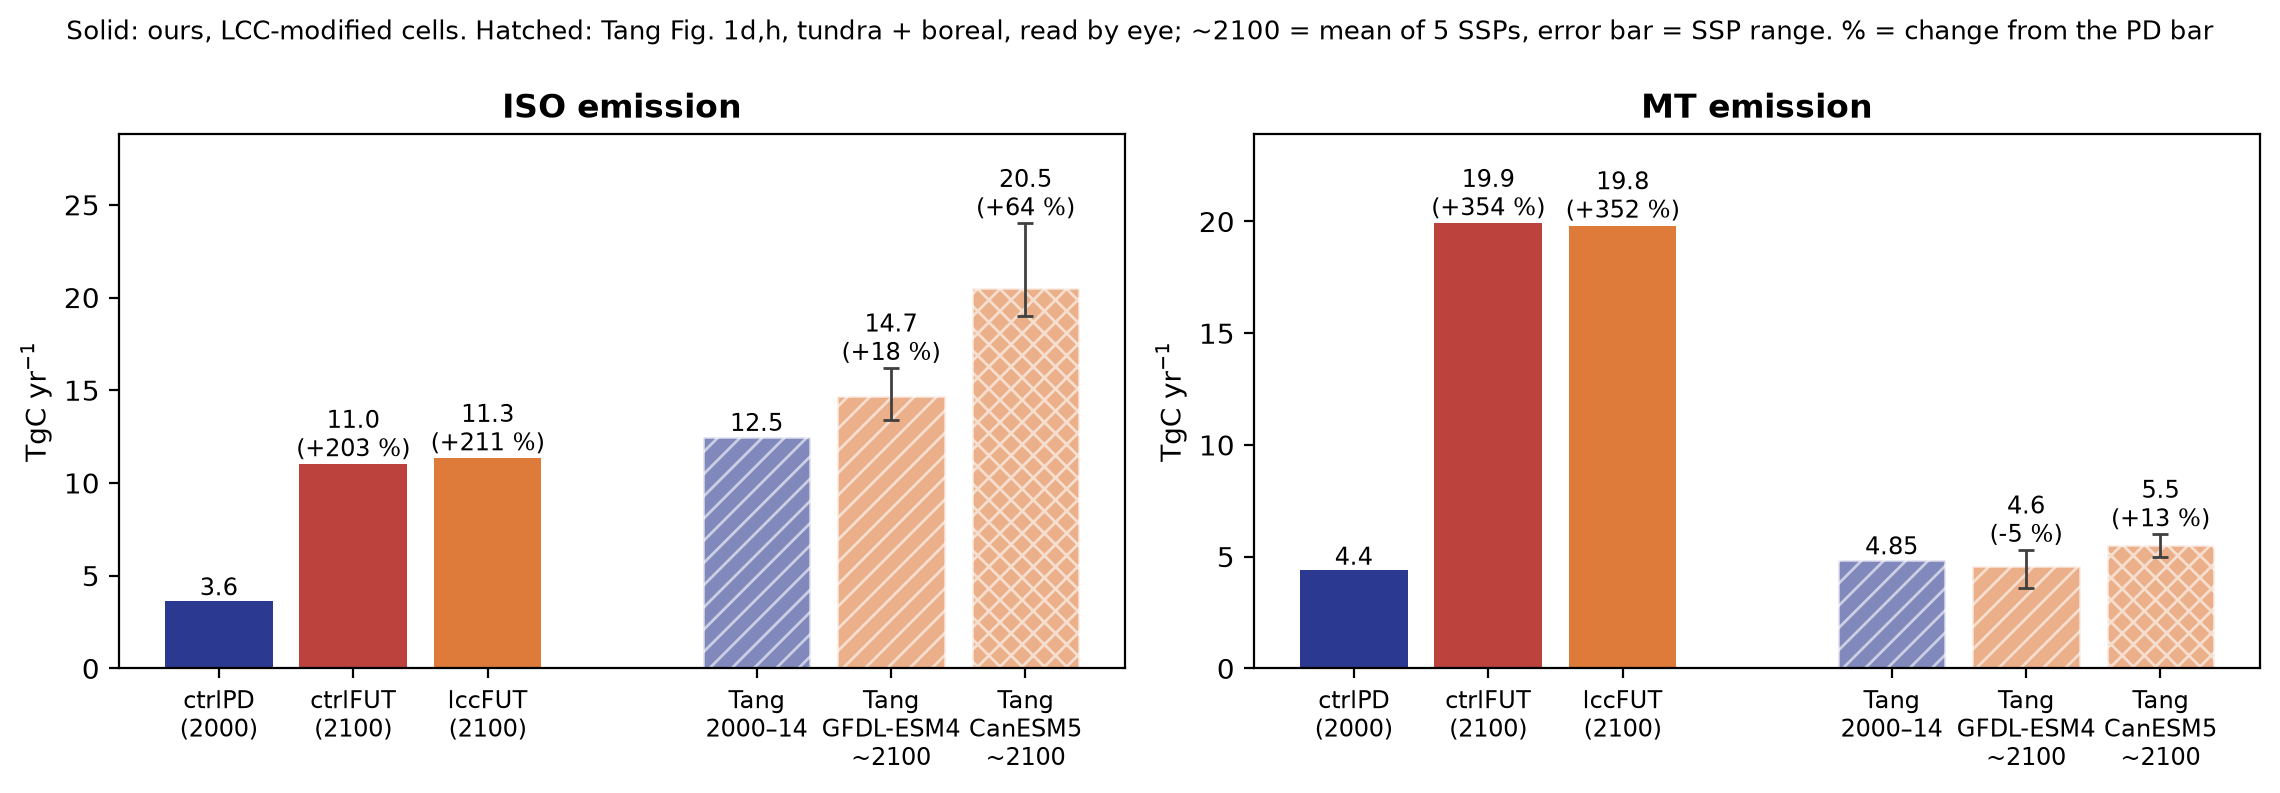 Solid: ours, LCC-modified cells. Hatched: Tang Fig. 1d,h, tundra + boreal, read by eye; ~2100 = mean of 5 SSPs, error bar = SSP range. % = change from the PD bar
ISO emission
TgC yr⁻¹
25
20
15
10
5
0
3.6
11.0
(+203 %)
11.3
(+211 %)
12.5
14.7
(+18 %)
20.5
(+64 %)
ctrlPD
(2000)
ctrlFUT
(2100)
lccFUT
(2100)
Tang
2000–14
Tang
GFDL-ESM4
~2100
Tang
CanESM5
~2100
MT emission
TgC yr⁻¹
20
15
10
5
0
4.4
19.9
(+354 %)
19.8
(+352 %)
4.85
4.6
(-5 %)
5.5
(+13 %)
ctrlPD
(2000)
ctrlFUT
(2100)
lccFUT
(2100)
Tang
2000–14
Tang
GFDL-ESM4
~2100
Tang
CanESM5
~2100